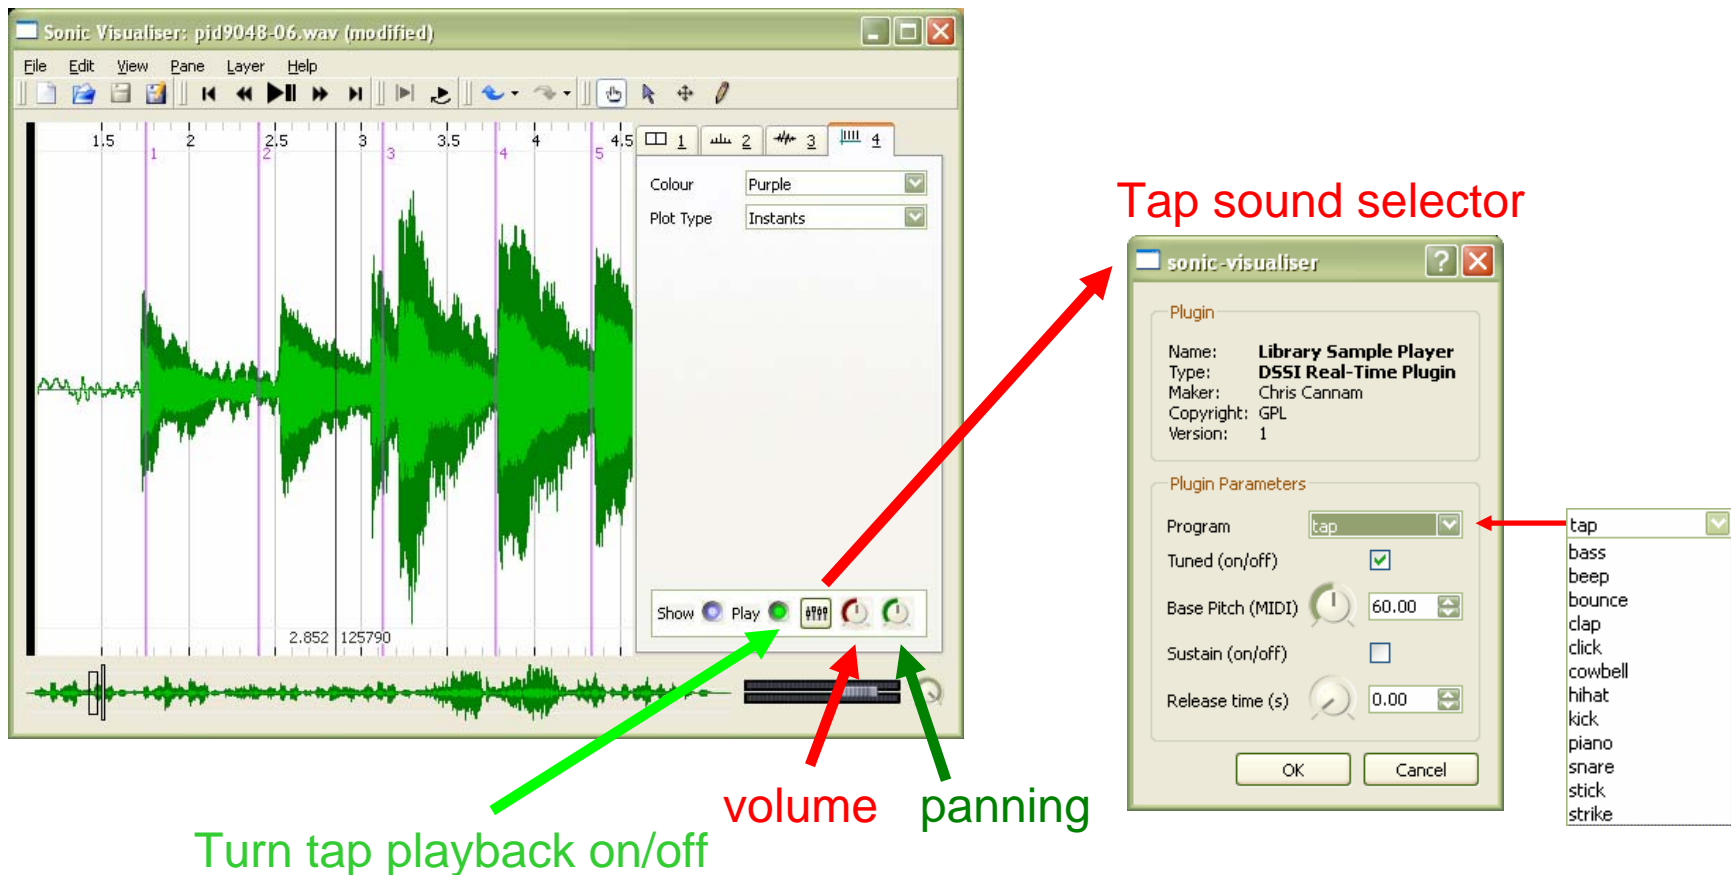 Sonic Visualiser: pid9048-06.wav (modified)
File Edit View Pane Layer Help
1.5 2 2.5 3 3.5 4 4.5
1 2 3 4 5
1 2 3 4
Colour Purple
Plot Type Instants
Show Play
2.852 125790
Turn tap playback on/off
volume panning
Tap sound selector
sonic-visualiser
Plugin
Name: Library Sample Player
Type: DSSI Real-Time Plugin
Maker: Chris Cannam
Copyright: GPL
Version: 1
Plugin Parameters
Program tap
Tuned (on/off)
Base Pitch (MIDI) 60.00
Sustain (on/off)
Release time (s) 0.00
OK Cancel
tap
bass
beep
bounce
clap
click
cowbell
hihat
kick
piano
snare
stick
strike